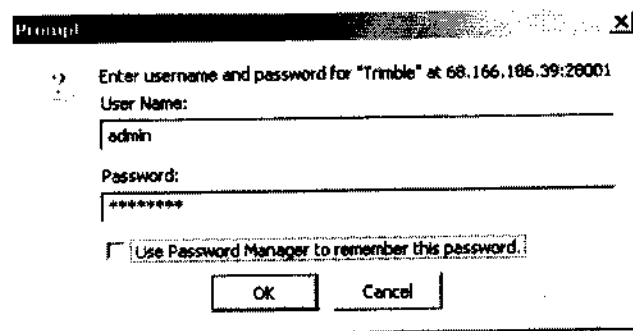 Prompt
Enter username and password for "Trimble" at 68.166.186.39:28001
User Name:
admin
Password:
********
Use Password Manager to remember this password.
OK Cancel